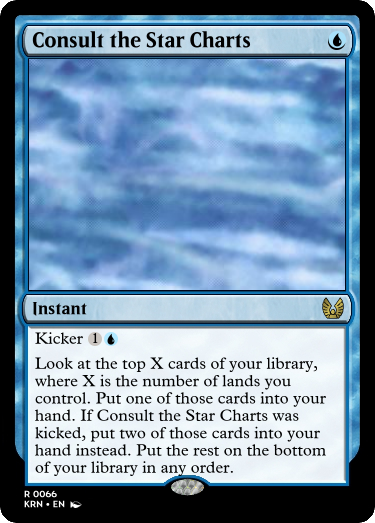 Consult the Star Charts
Instant
Kicker 1
Look at the top X cards of your library,
where X is the number of lands you
control. Put one of those cards into your
hand. If Consult the Star Charts was
kicked, put two of those cards into your
hand instead. Put the rest on the bottom
of your library in any order.
R 0066
KRN • EN